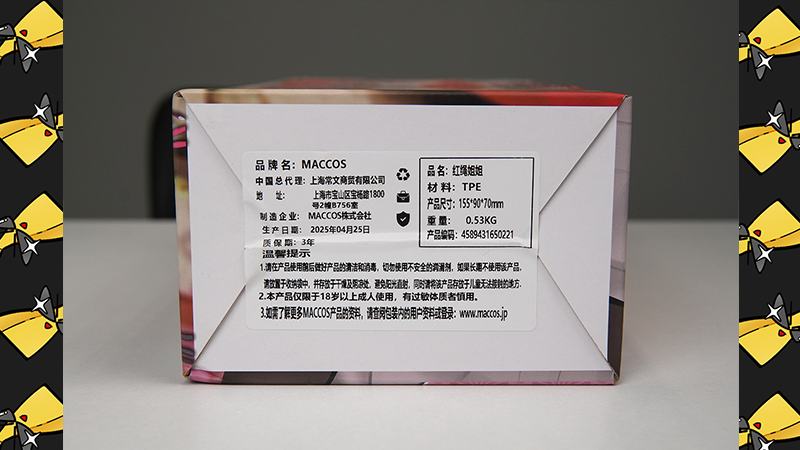 品牌名：MACCOS
中国总代理：上海常文商贸有限公司
地　址：上海市宝山区宝杨路1800
号2幢B756室
制造企业：MACCOS株式会社
生产日期：2025年04月25日
质保期：3年
品名：红绳姐姐
材料：TPE
产品尺寸：155*90*70mm
重量：0.53KG
产品编码：4589431650221
温馨提示
1.请在产品使用前后做好产品的清洁和消毒，切勿使用不安全的润滑剂，如果长期不使用该产品，
请放置于收纳袋中，并存放于干燥及阴凉处，避免阳光直射，同时请将该产品存放于儿童无法接触的地方.
2.本产品仅限于18岁以上成人使用，有过敏体质者慎用。
3.如需了解更多MACCOS产品的资料，请查阅包装内的用户资料或登录：www.maccos.jp